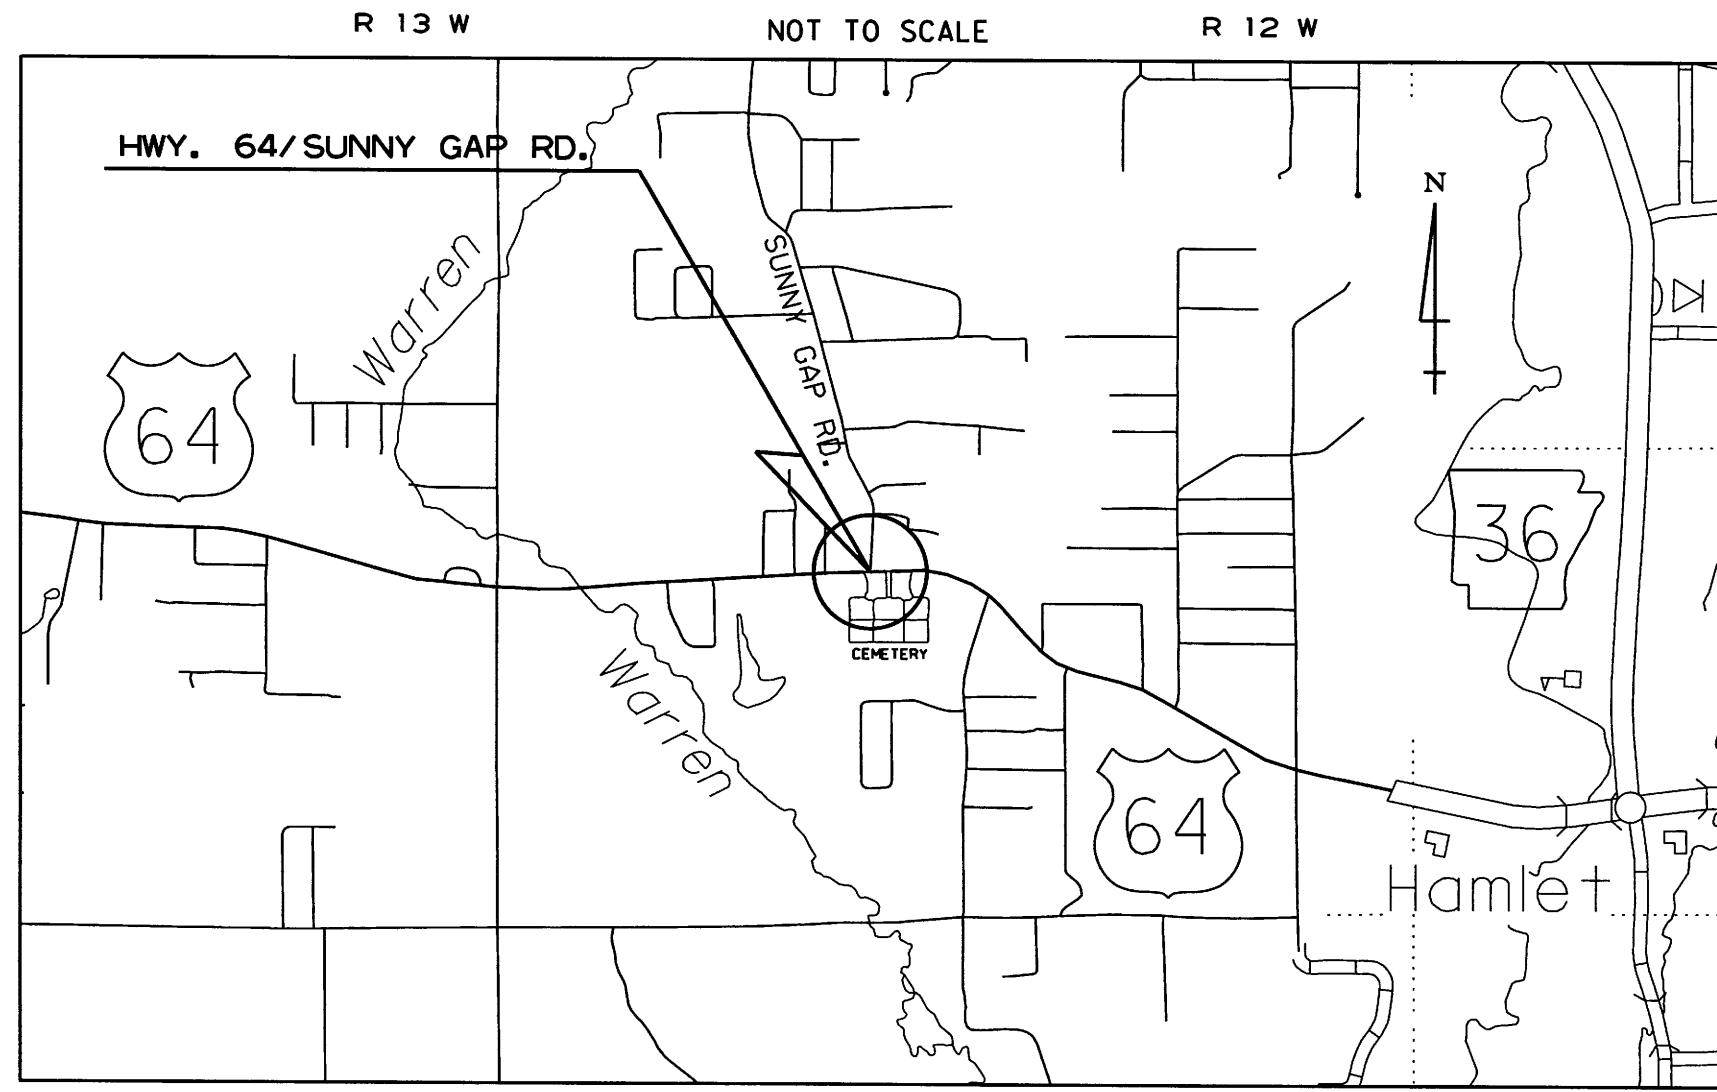 R 13 W
NOT TO SCALE
R 12 W
HWY. 64/SUNNY GAP RD.
N
Warren
SUNNY GAP RD.
64
36
CEMETERY
Warren
64
Hamlet